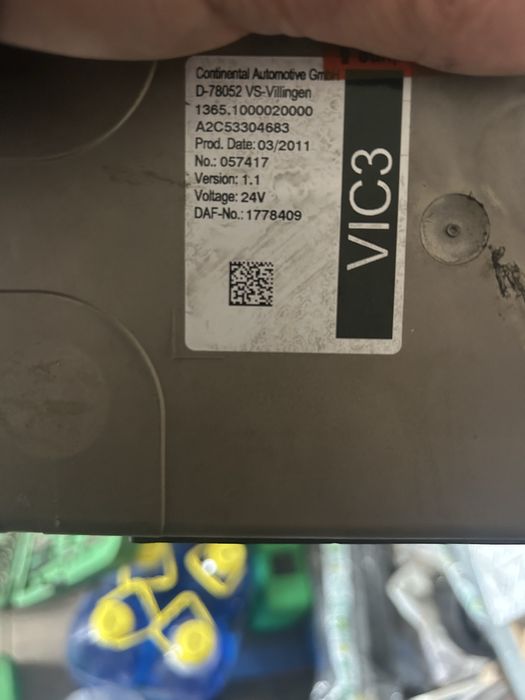 Continental Automotive GmbH
D-78052 VS-Villingen
1365.1000020000
A2C53304683
Prod. Date: 03/2011
No.: 057417
Version: 1.1
Voltage: 24V
DAF-No.: 1778409
VIC3